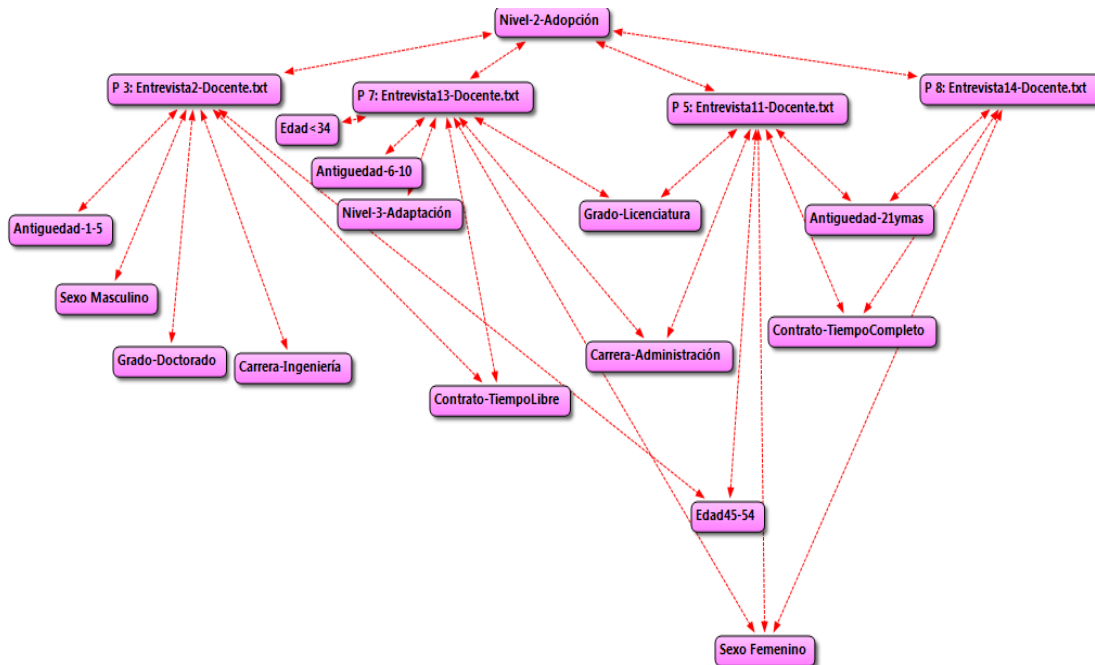 Nivel-2-Adopción
P 3: Entrevista2-Docente.txt
P 7: Entrevista13-Docente.txt
P 5: Entrevista11-Docente.txt
P 8: Entrevista14-Docente.txt
Edad<34
Antiguedad-6-10
Nivel-3-Adaptación
Grado-Licenciatura
Antiguedad-21ymas
Antiguedad-1-5
Sexo Masculino
Contrato-TiempoCompleto
Grado-Doctorado
Carrera-Ingeniería
Carrera-Administración
Contrato-TiempoLibre
Edad45-54
Sexo Femenino